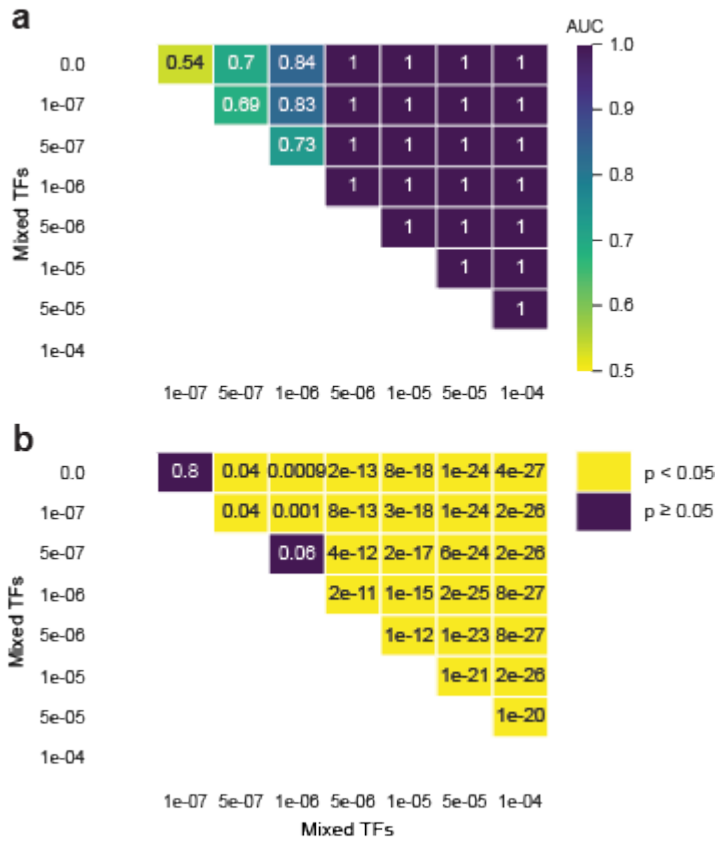 a
AUC
0.0 0.54 0.7 0.84 1 1 1 1 1.0
1e-07 0.69 0.83 1 1 1 1 0.9
5e-07 0.73 1 1 1 1 0.8
1e-06 1 1 1 1
5e-06 1 1 1 0.7
1e-05 1 1 0.6
5e-05 1
1e-04 0.5
Mixed TFs
1e-07 5e-07 1e-06 5e-06 1e-05 5e-05 1e-04
b
0.0 0.8 0.04 0.0009 2e-13 8e-18 1e-24 4e-27 p < 0.05
1e-07 0.04 0.001 8e-13 3e-18 1e-24 2e-26 p ≥ 0.05
5e-07 0.06 4e-12 2e-17 6e-24 2e-26
1e-06 2e-11 1e-15 2e-25 8e-27
5e-06 1e-12 1e-23 8e-27
1e-05 1e-21 2e-26
5e-05 1e-20
1e-04
Mixed TFs
1e-07 5e-07 1e-06 5e-06 1e-05 5e-05 1e-04
Mixed TFs